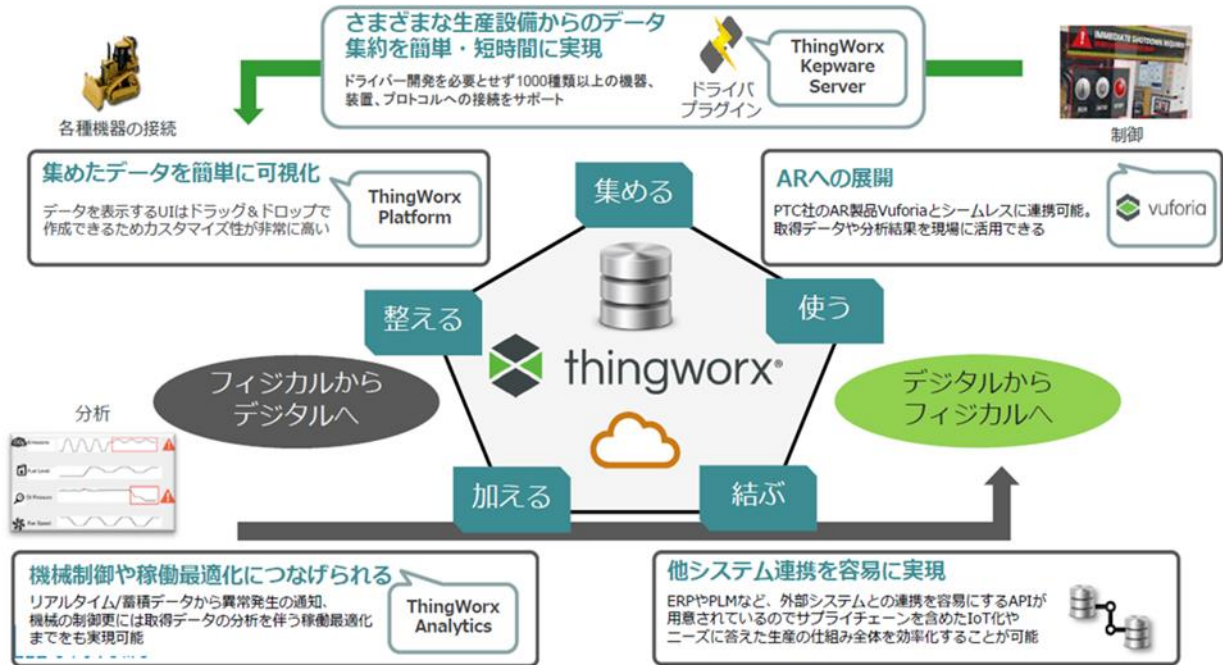 さまざまな生産設備からのデータ
集約を簡単・短時間に実現
ドライバー開発を必要とせず1000種類以上の機器、
装置、プロトコルへの接続をサポート
ドライバ
プラグイン
ThingWorx
Kepware
Server
各種機器の接続
制御
集めたデータを簡単に可視化
データを表示するUIはドラッグ＆ドロップで
作成できるためカスタマイズ性が非常に高い
ThingWorx
Platform
ARへの展開
PTC社のAR製品Vuforiaとシームレスに連携可能。
取得データや分析結果を現場に活用できる
vuforia
集める
整える
使う
thingworx®
フィジカルから
デジタルへ
デジタルから
フィジカルへ
分析
Fuel Level
Oil Pressure
加える
結ぶ
機械制御や稼働最適化につなげられる
リアルタイム/蓄積データから異常発生の通知、
機械の制御更には取得データの分析を伴う稼働最適化
までをも実現可能
ThingWorx
Analytics
他システム連携を容易に実現
ERPやPLMなど、外部システムとの連携を容易にするAPIが
用意されているのでサプライチェーンを含めたIoT化や
ニーズに答えた生産の仕組み全体を効率化することが可能